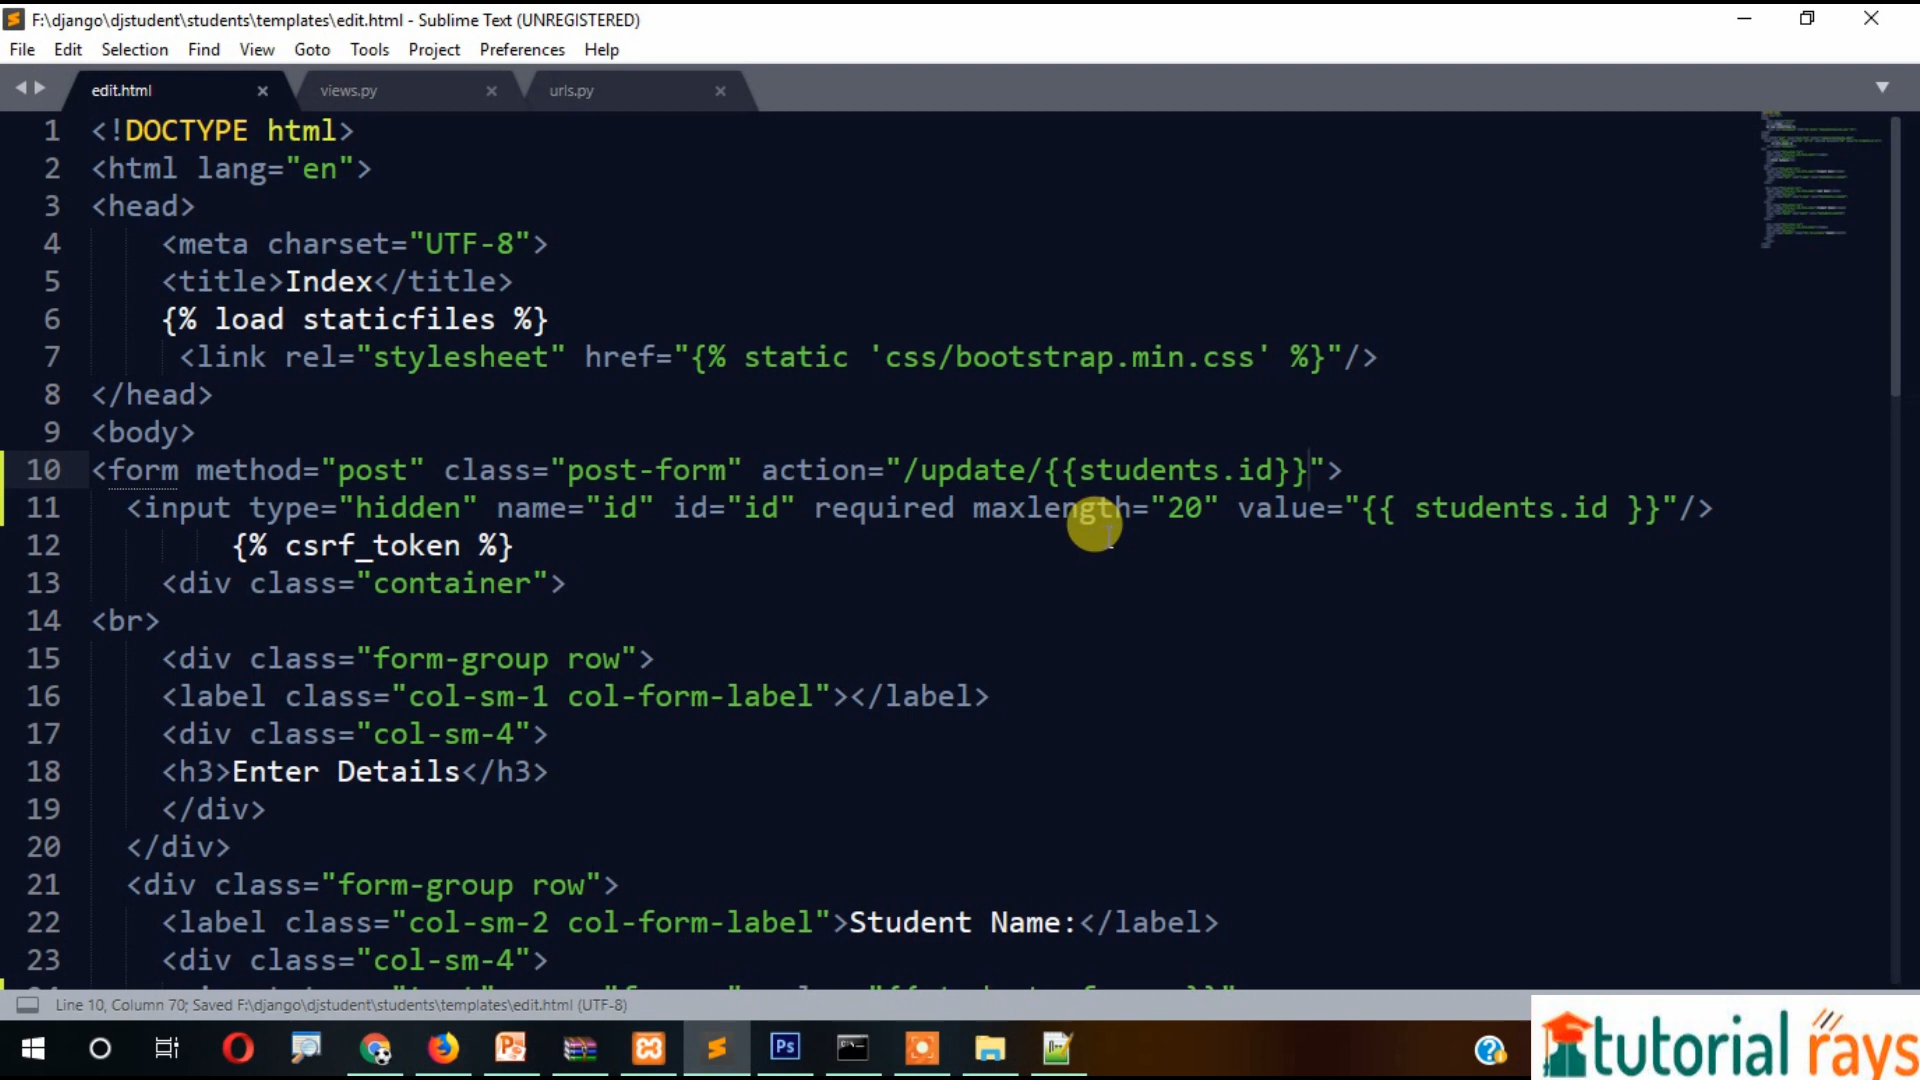 F:\django\djstudent\students\templates\edit.html - Sublime Text (UNREGISTERED)
File Edit Selection Find View Goto Tools Project Preferences Help
edit.html × views.py × urls.py ×
1 <!DOCTYPE html>
2 <html lang="en">
3 <head>
4 <meta charset="UTF-8">
5 <title>Index</title>
6 {% load staticfiles %}
7 <link rel="stylesheet" href="{% static 'css/bootstrap.min.css' %}"/>
8 </head>
9 <body>
10 <form method="post" class="post-form" action="/update/{{students.id}}">
11 <input type="hidden" name="id" id="id" required maxlength="20" value="{{ students.id }}"/>
12 {% csrf_token %}
13 <div class="container">
14 <br>
15 <div class="form-group row">
16 <label class="col-sm-1 col-form-label"></label>
17 <div class="col-sm-4">
18 <h3>Enter Details</h3>
19 </div>
20 </div>
21 <div class="form-group row">
22 <label class="col-sm-2 col-form-label">Student Name:</label>
23 <div class="col-sm-4">
Line 10, Column 70; Saved F:\django\djstudent\students\templates\edit.html (UTF-8)
Ps
tutorial rays